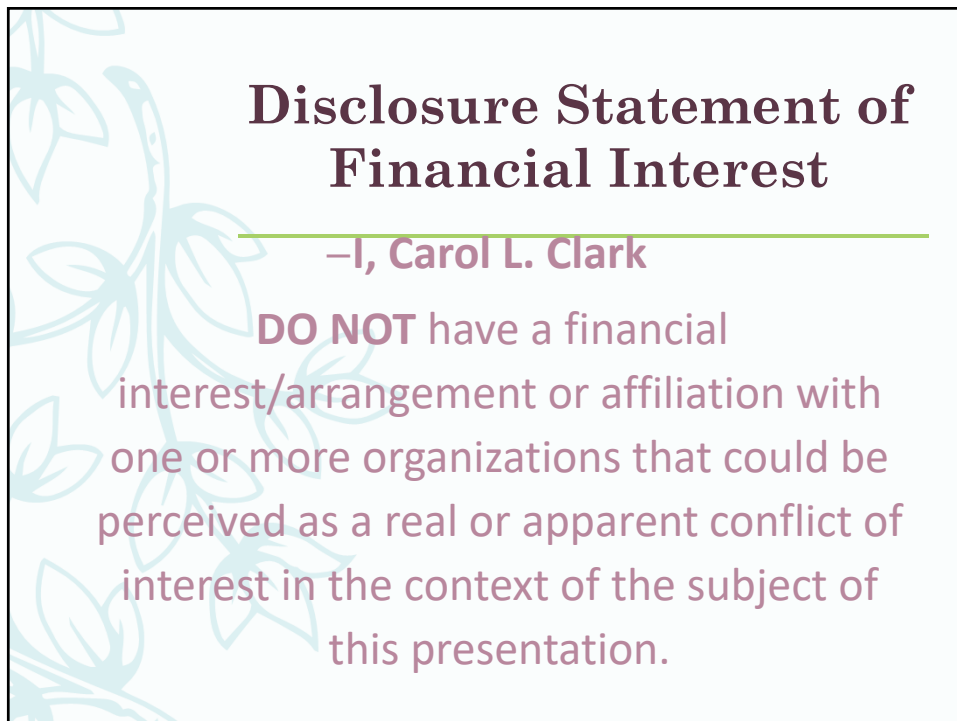 Disclosure Statement of
Financial Interest
–I, Carol L. Clark
DO NOT have a financial
interest/arrangement or affiliation with
one or more organizations that could be
perceived as a real or apparent conflict of
interest in the context of the subject of
this presentation.